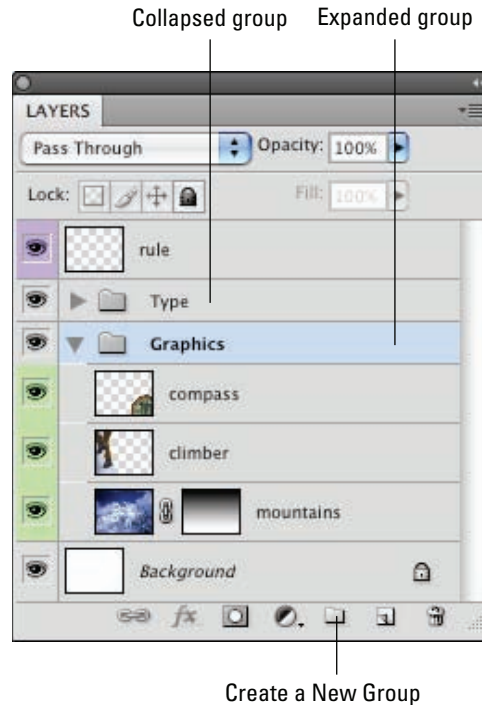 Collapsed group Expanded group
LAYERS
Pass Through Opacity: 100%
Lock: Fill: 100%
rule
Type
Graphics
compass
climber
mountains
Background
fx
Create a New Group